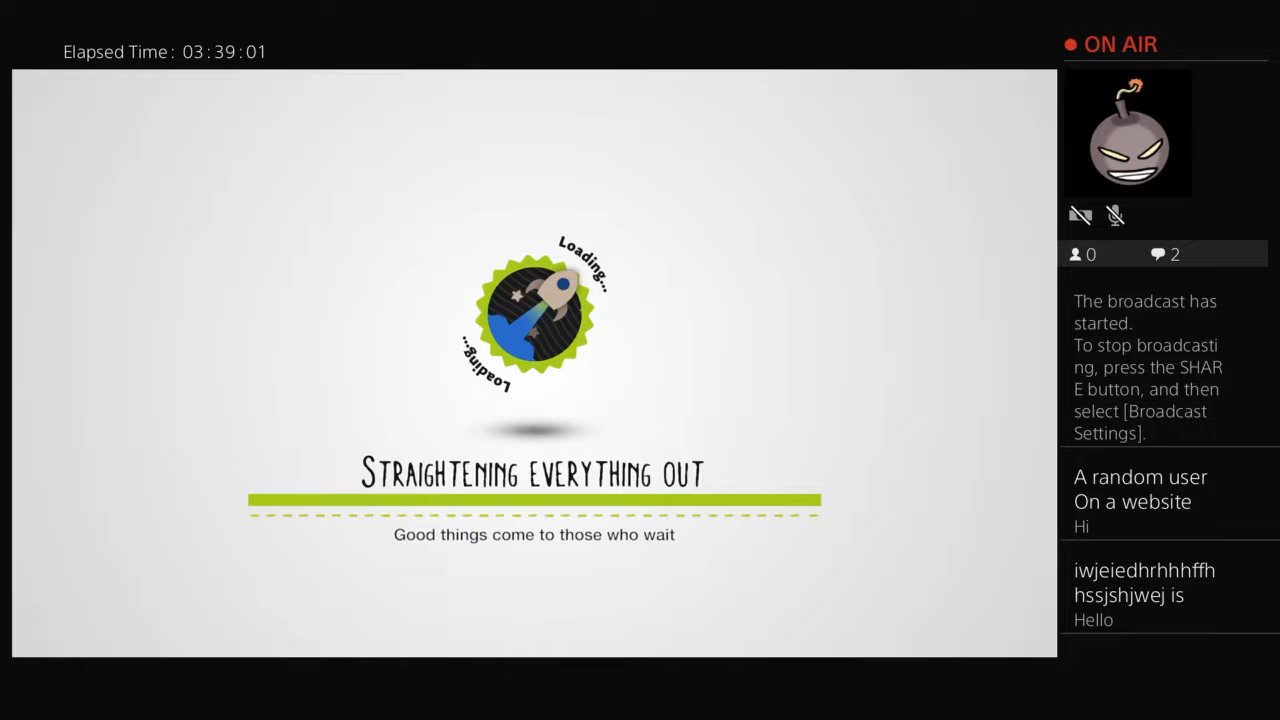 Elapsed Time: 03:39:01
ON AIR
Loading...
Loading...
STRAIGHTENING EVERYTHING OUT
Good things come to those who wait
0 2
The broadcast has
started.
To stop broadcasti
ng, press the SHAR
E button, and then
select [Broadcast
Settings].
A random user
On a website
Hi
iwjeiedhrhhhffh
hssjshjwej is
Hello